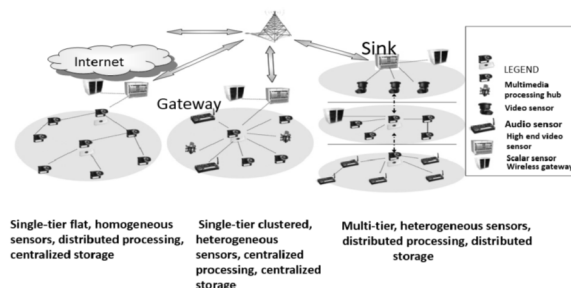 Internet
Gateway
Sink
LEGEND
Multimedia
processing hub
Video sensor
Audio sensor
High end video
sensor
Scalar sensor
Wireless gateway
Single-tier flat, homogeneous
sensors, distributed processing,
centralized storage
Single-tier clustered,
heterogeneous
sensors, centralized
processing, centralized
storage
Multi-tier, heterogeneous sensors,
distributed processing, distributed
storage